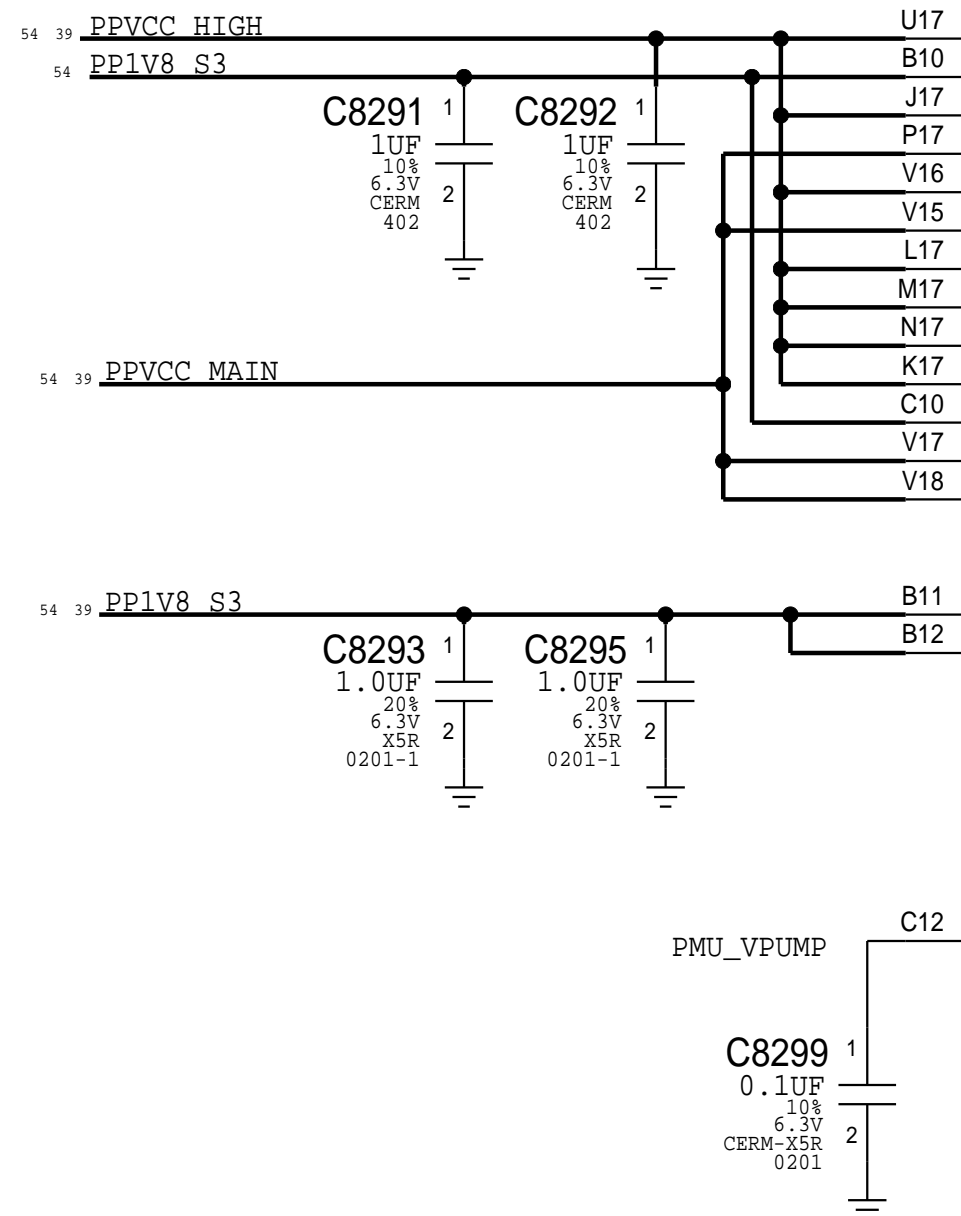 54 39 PPVCC HIGH U17
54 PP1V8 S3 B10
J17
P17
V16
V15
L17
M17
N17
K17
C10
V17
V18
C8291 1
1UF
10%
6.3V
CERM 2
402
C8292 1
1UF
10%
6.3V
CERM 2
402
54 39 PPVCC MAIN
54 39 PP1V8 S3 B11
B12
C8293 1
1.0UF
20%
6.3V
X5R 2
0201-1
C8295 1
1.0UF
20%
6.3V
X5R 2
0201-1
C12
PMU_VPUMP
C8299 1
0.1UF
10%
6.3V
CERM-X5R 2
0201